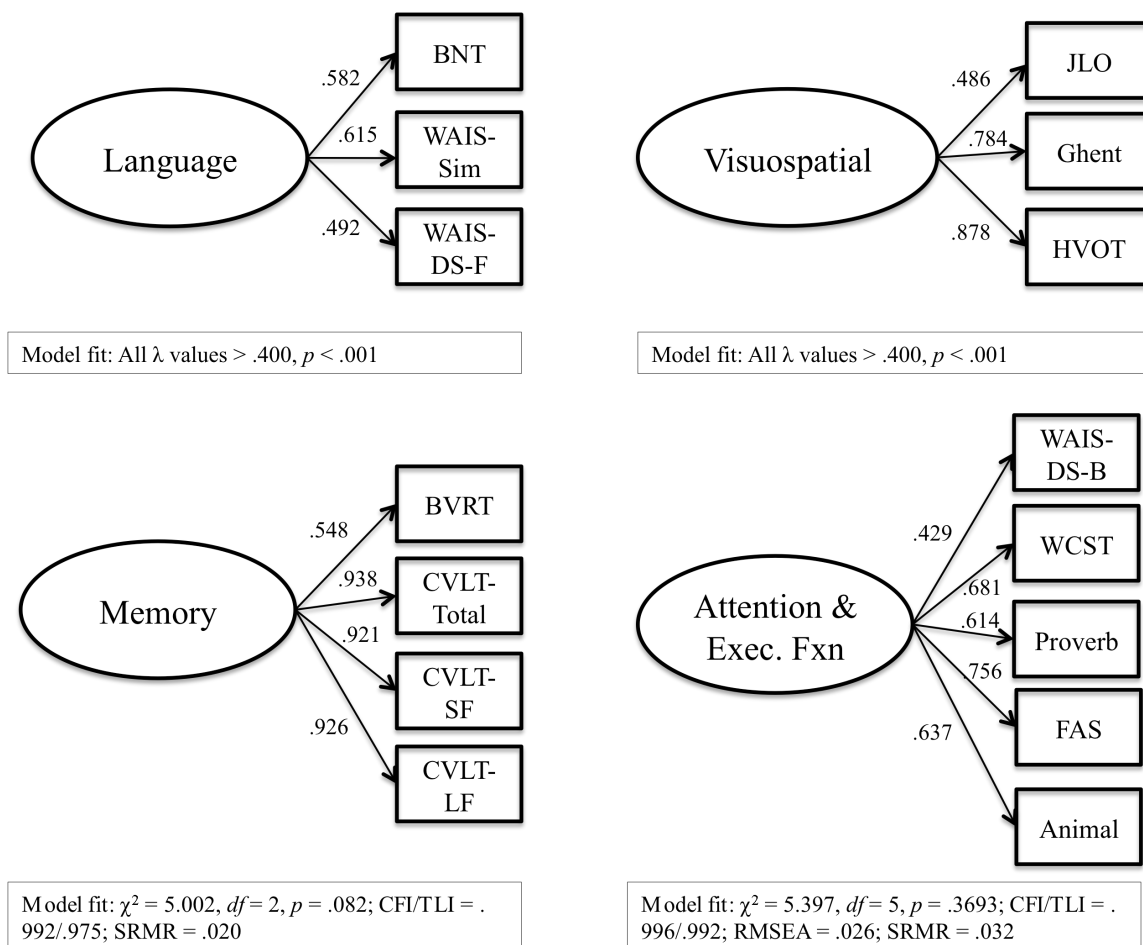 Language
.582
.615
.492
BNT
WAIS-
Sim
WAIS-
DS-F
Model fit: All λ values > .400, p < .001
Visuospatial
.486
.784
.878
JLO
Ghent
HVOT
Model fit: All λ values > .400, p < .001
Memory
.548
.938
.921
.926
BVRT
CVLT-
Total
CVLT-
SF
CVLT-
LF
Model fit: χ² = 5.002, df = 2, p = .082; CFI/TLI = .
992/.975; SRMR = .020
Attention &
Exec. Fxn
.429
.681
.614
.756
.637
WAIS-
DS-B
WCST
Proverb
FAS
Animal
Model fit: χ² = 5.397, df = 5, p = .3693; CFI/TLI = .
996/.992; RMSEA = .026; SRMR = .032